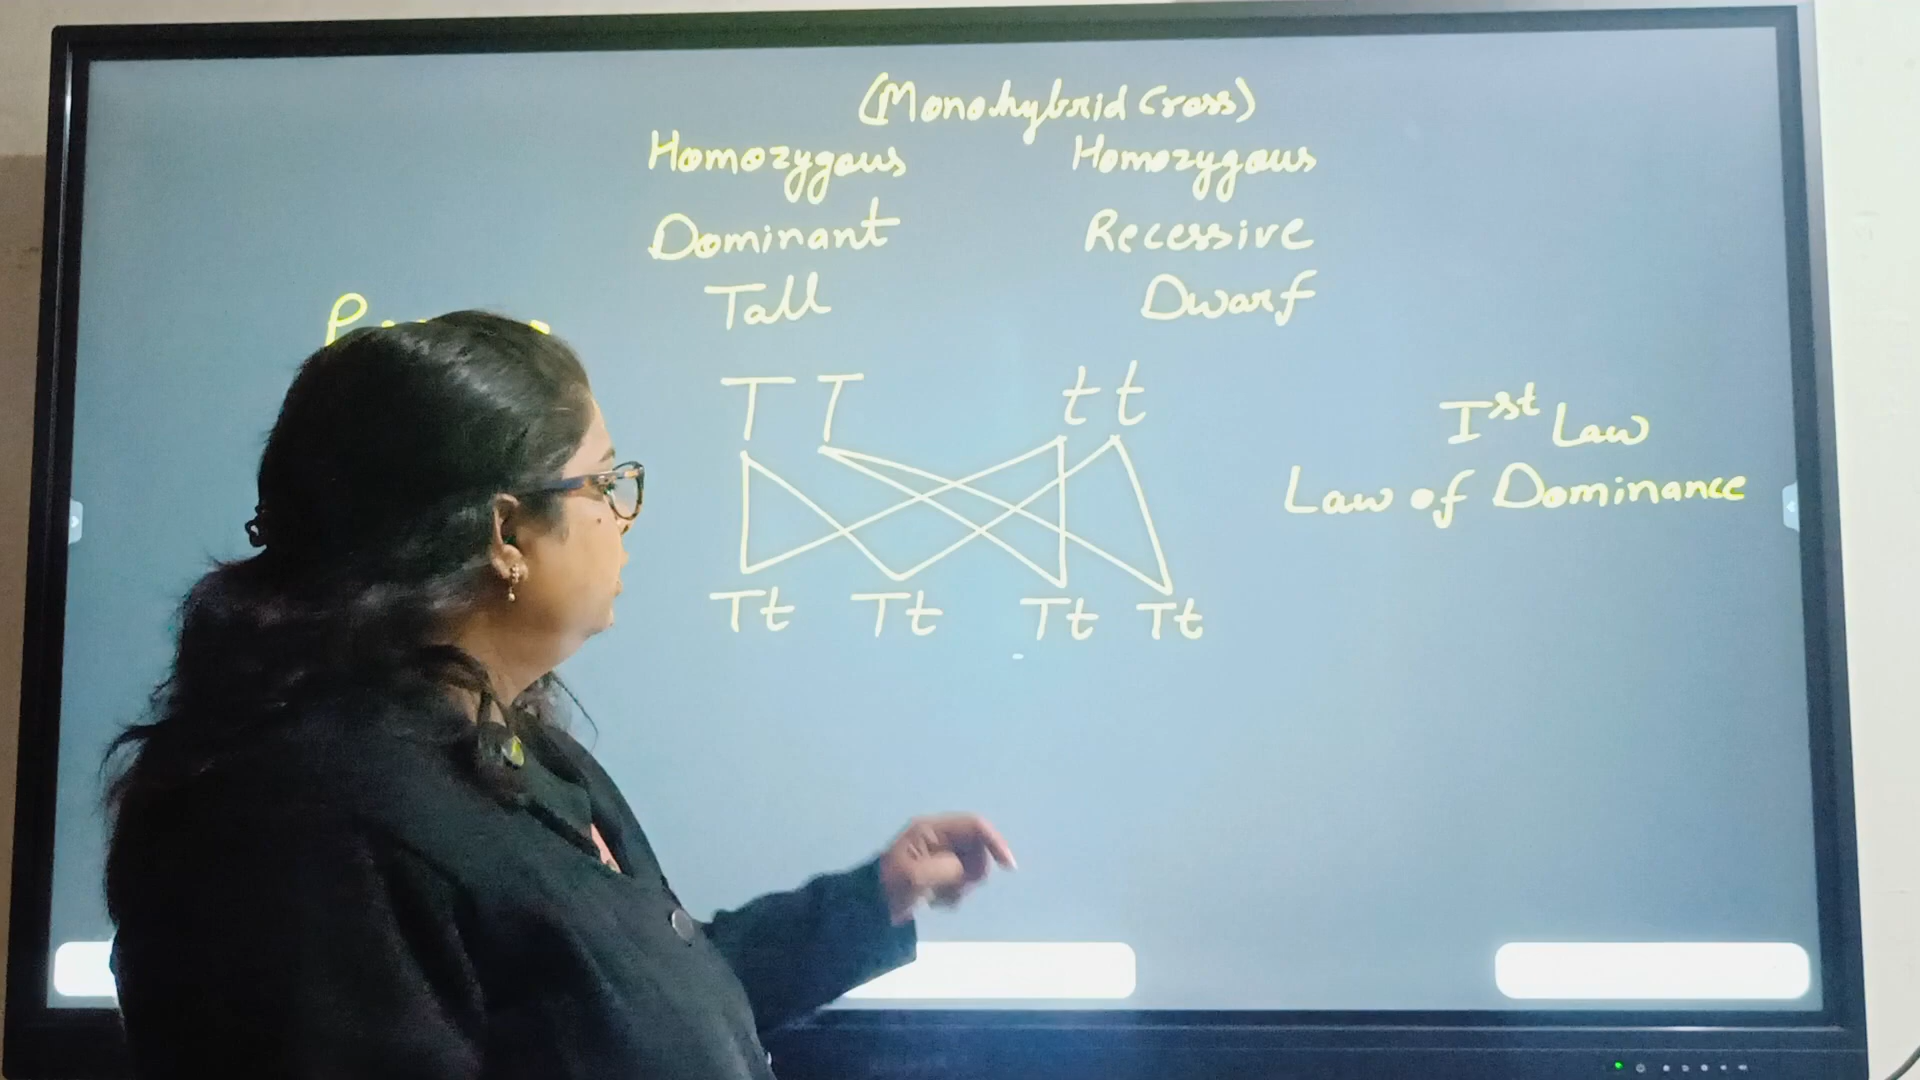 (Monohybrid Cross)
Homozygous Homozygous
Dominant Recessive
Tall Dwarf
T T t t
Ist Law
Law of Dominance
Tt Tt Tt Tt